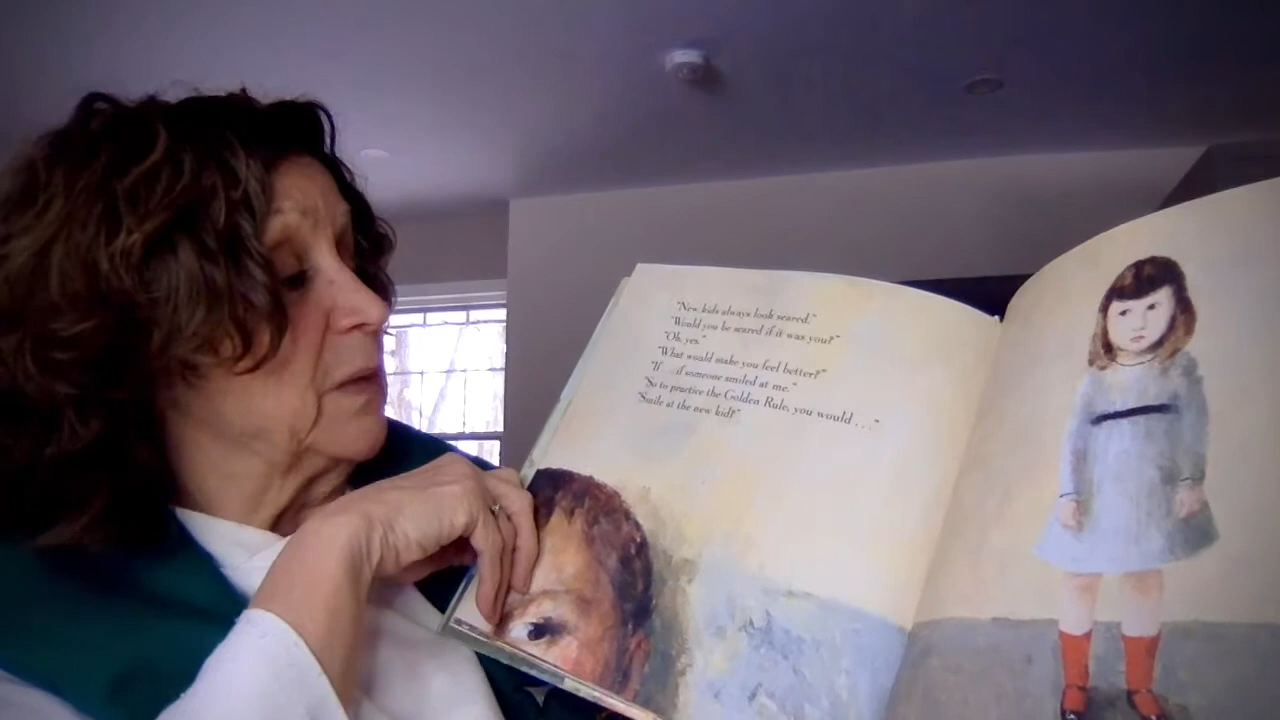 "New kids always look scared."
"Would you be scared if it was you?"
"Oh, yes."
"What would make you feel better?"
"If . . . if someone smiled at me."
"So to practice the Golden Rule, you would . . ."
"Smile at the new kid?"